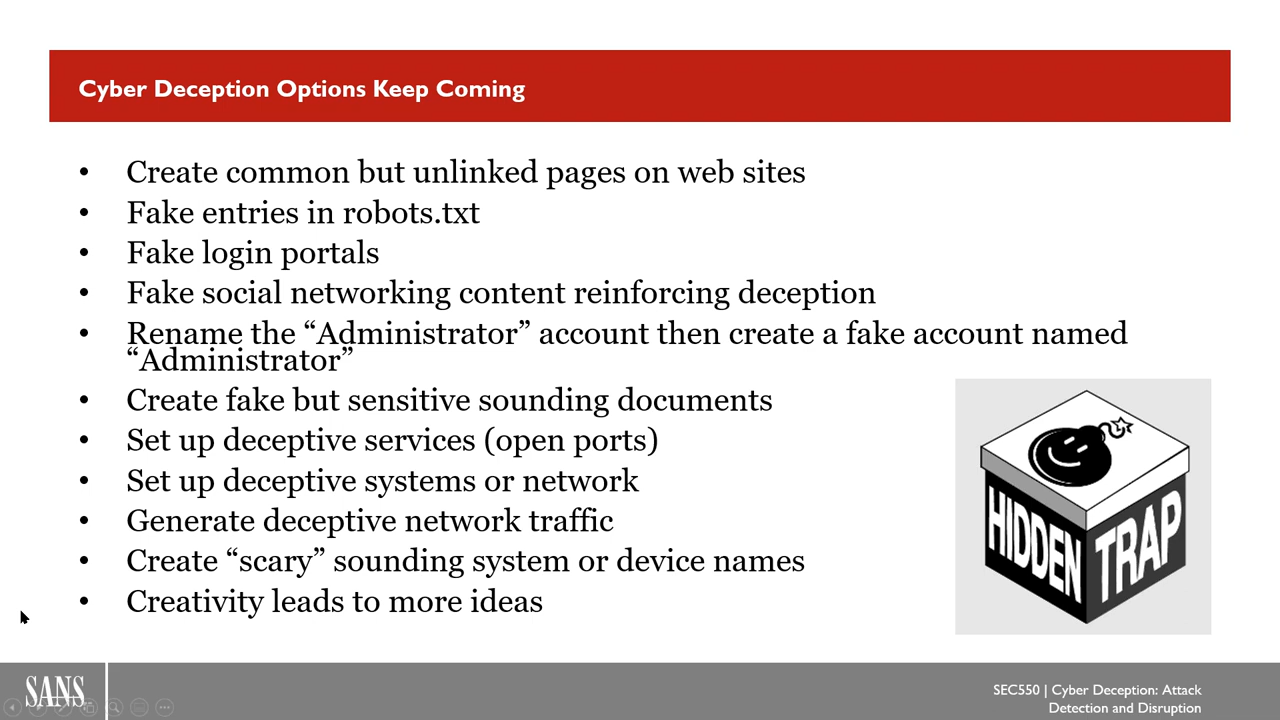 Cyber Deception Options Keep Coming
• Create common but unlinked pages on web sites
• Fake entries in robots.txt
• Fake login portals
• Fake social networking content reinforcing deception
• Rename the “Administrator” account then create a fake account named
“Administrator”
• Create fake but sensitive sounding documents
• Set up deceptive services (open ports)
• Set up deceptive systems or network
• Generate deceptive network traffic
• Create “scary” sounding system or device names
• Creativity leads to more ideas
HIDDEN TRAP
SANS
SEC550 | Cyber Deception: Attack
Detection and Disruption